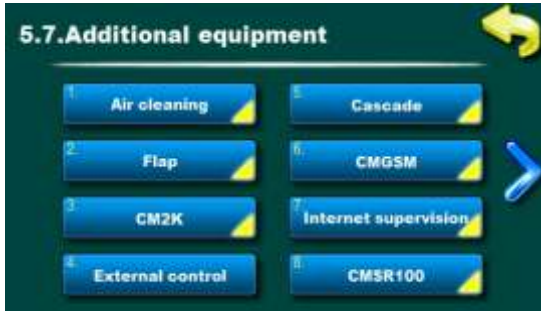 5.7.Additional equipment
1. Air cleaning
2. Flap
3. CM2K
4. External control
5. Cascade
6. CMGSM
7. Internet supervision
8. CMSR100